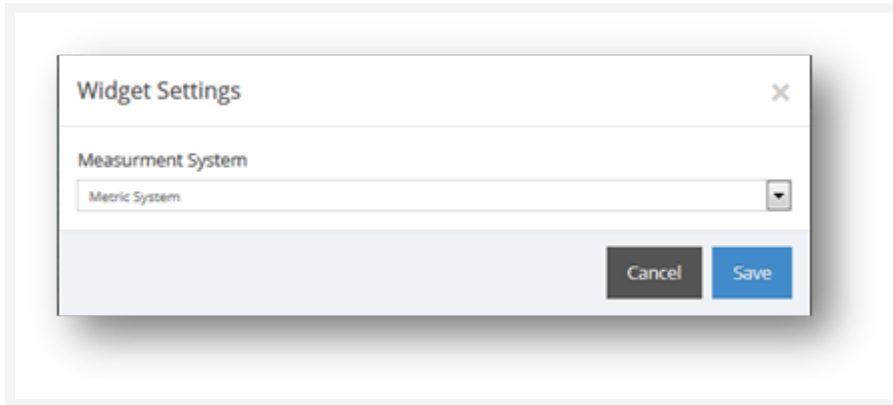 Widget Settings
Measurment System
Metric System
Cancel Save